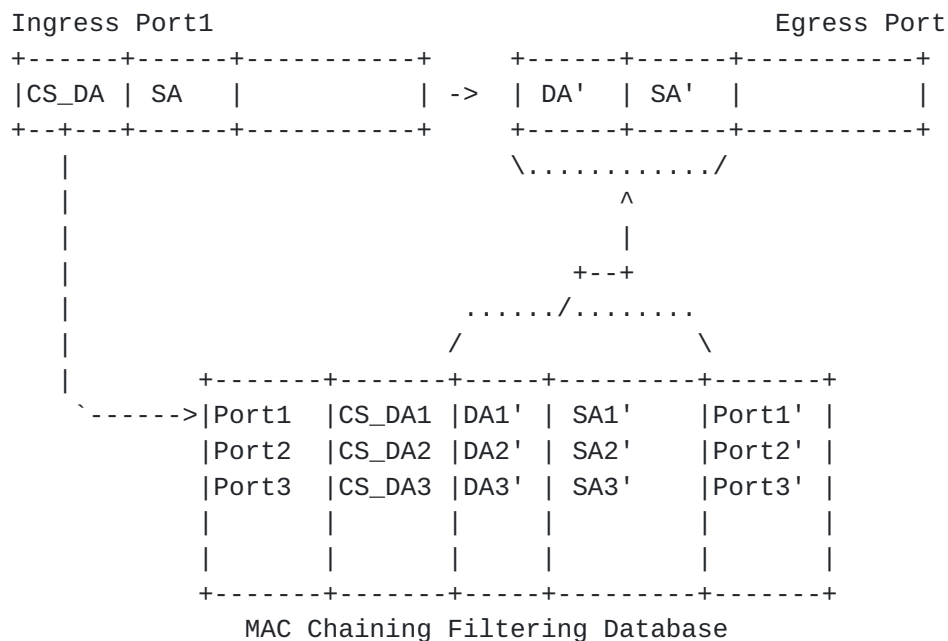 Ingress Port1                               Egress Port
+------+------+-----------+     +------+------+-----------+
|CS_DA | SA   |           | ->  | DA'  | SA'  |           |
+--+---+------+-----------+     +------+------+-----------+
   |                            \............/
   |                                   ^
   |                                   |
   |                                +--+
   |                         ....../........
   |                        /               \
   |        +-------+-------+-----+---------+-------+
    `------>|Port1  |CS_DA1 |DA1' | SA1'    |Port1' |
            |Port2  |CS_DA2 |DA2' | SA2'    |Port2' |
            |Port3  |CS_DA3 |DA3' | SA3'    |Port3' |
            |       |       |     |         |       |
            |       |       |     |         |       |
            +-------+-------+-----+---------+-------+
              MAC Chaining Filtering Database